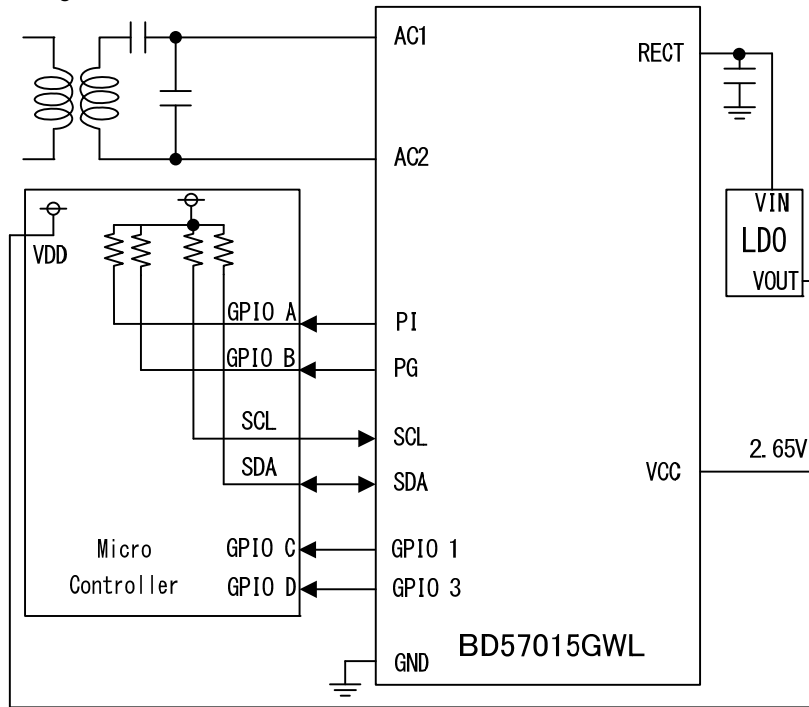 AC1
RECT
AC2
VIN
LDO
VOUT
VDD
GPIO A
PI
GPIO B
PG
SCL
SCL
SDA
SDA
VCC
2.65V
Micro
Controller
GPIO C
GPIO 1
GPIO D
GPIO 3
GND
BD57015GWL